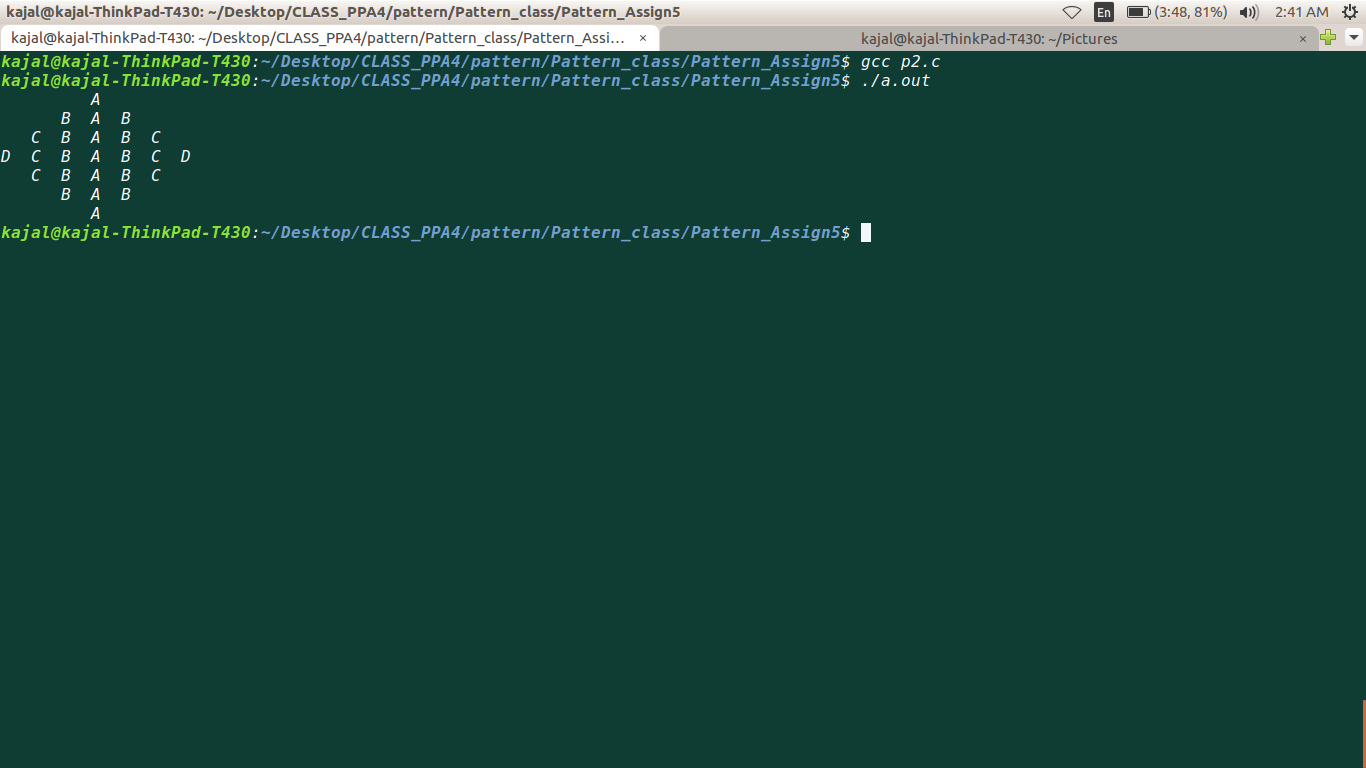 kajal@kajal-ThinkPad-T430: ~/Desktop/CLASS_PPA4/pattern/Pattern_class/Pattern_Assign5 En (3:48, 81%) 2:41 AM
kajal@kajal-ThinkPad-T430: ~/Desktop/CLASS_PPA4/pattern/Pattern_class/Pattern_Assi... × kajal@kajal-ThinkPad-T430: ~/Pictures ×
kajal@kajal-ThinkPad-T430:~/Desktop/CLASS_PPA4/pattern/Pattern_class/Pattern_Assign5$ gcc p2.c
kajal@kajal-ThinkPad-T430:~/Desktop/CLASS_PPA4/pattern/Pattern_class/Pattern_Assign5$ ./a.out
         A
      B  A  B
   C  B  A  B  C
D  C  B  A  B  C  D
   C  B  A  B  C
      B  A  B
         A
kajal@kajal-ThinkPad-T430:~/Desktop/CLASS_PPA4/pattern/Pattern_class/Pattern_Assign5$